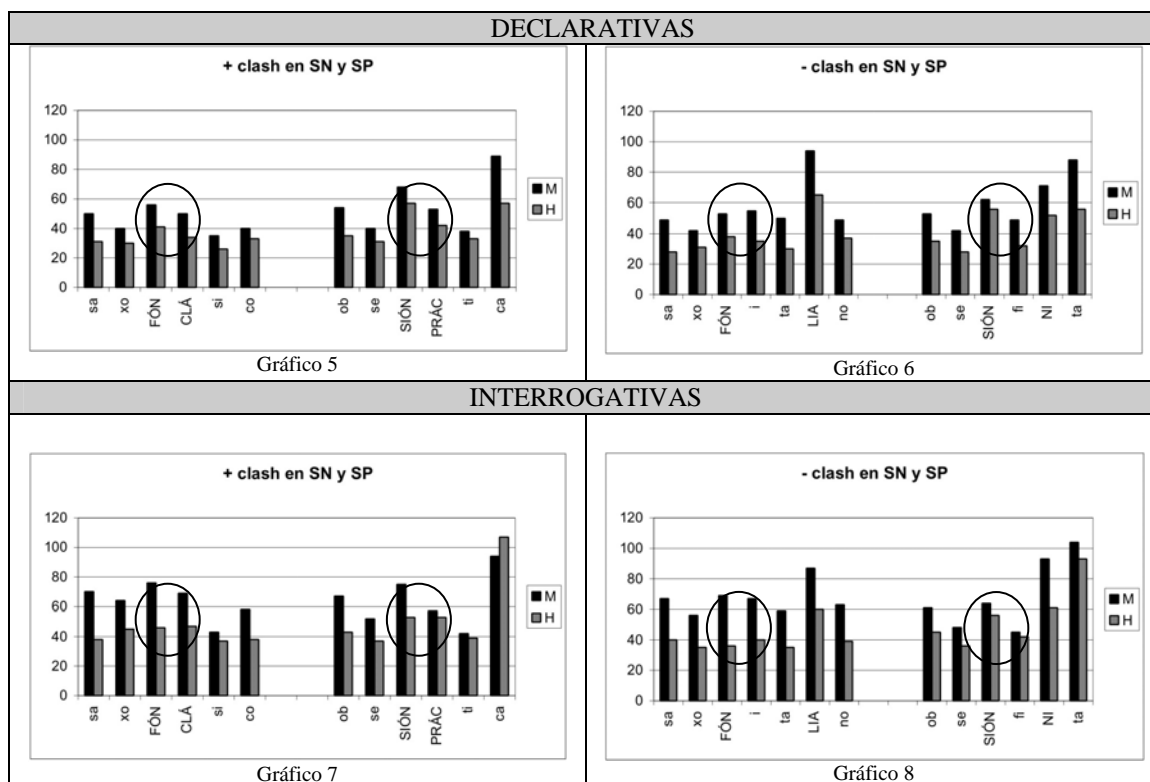 DECLARATIVAS
+ clash en SN y SP
120
100
80
60
40
20
0
sa xo FÓN CLÁ si co ob se SIÓN PRÁC ti ca
M
H
Gráfico 5
- clash en SN y SP
120
100
80
60
40
20
0
sa xo FÓN i ta LIA no ob se SIÓN fi NI ta
M
H
Gráfico 6
INTERROGATIVAS
+ clash en SN y SP
120
100
80
60
40
20
0
sa xo FÓN CLÁ si co ob se SIÓN PRÁC ti ca
M
H
Gráfico 7
- clash en SN y SP
120
100
80
60
40
20
0
sa xo FÓN i ta LIA no ob se SIÓN fi NI ta
M
H
Gráfico 8